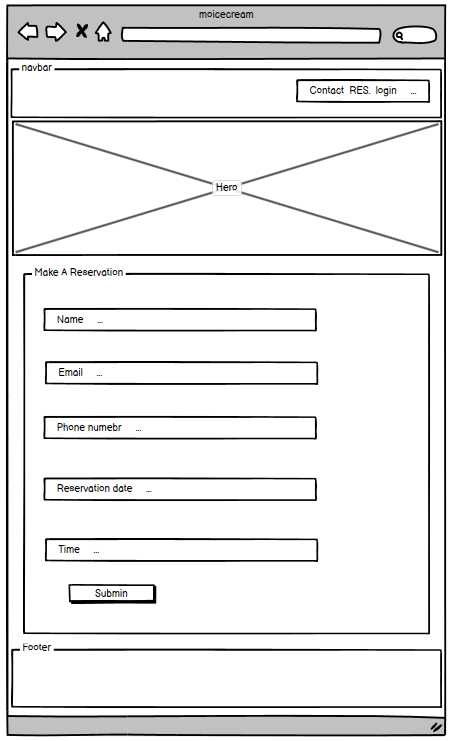 moicecream
navbar
Contact RES. login ...
Hero
Make A Reservation
Name ...
Email ...
Phone numebr ...
Reservation date ...
Time ...
Submin
Footer